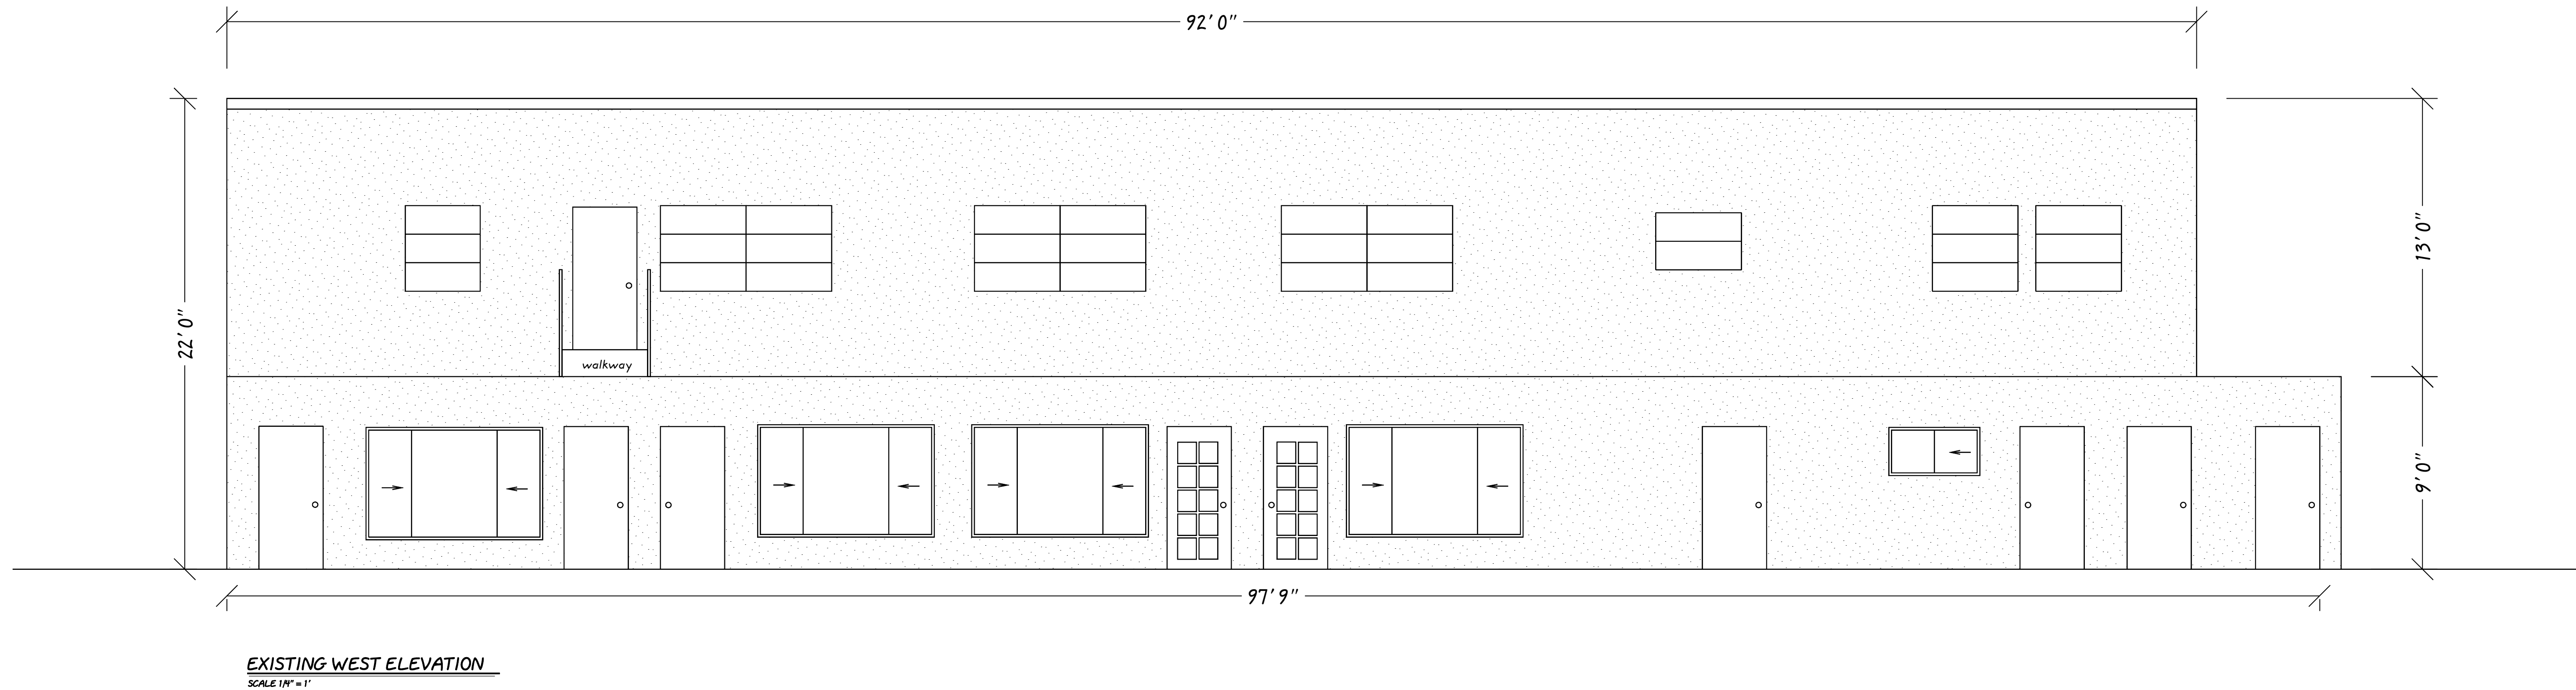 92' 0"
22' 0"
13' 0"
walkway
9' 0"
97' 9"
EXISTING WEST ELEVATION
SCALE 1/4" = 1'